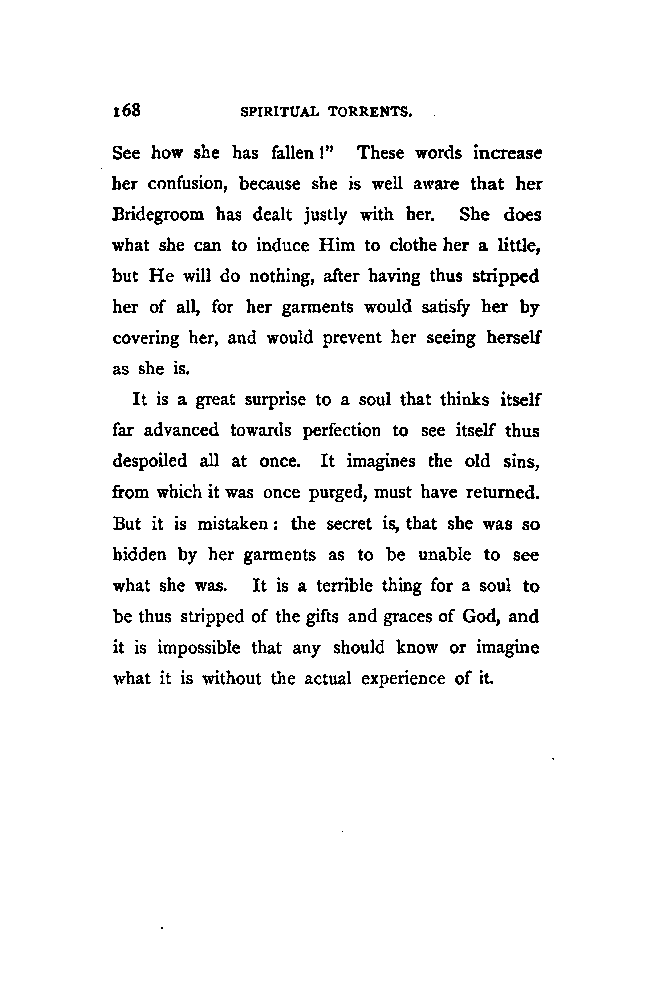 168 SPIRITUAL TORRENTS.
See how she has fallen!" These words increase
her confusion, because she is well aware that her
Bridegroom has dealt justly with her. She does
what she can to induce Him to clothe her a little,
but He will do nothing, after having thus stripped
her of all, for her garments would satisfy her by
covering her, and would prevent her seeing herself
as she is.
It is a great surprise to a soul that thinks itself
far advanced towards perfection to see itself thus
despoiled all at once. It imagines the old sins,
from which it was once purged, must have returned.
But it is mistaken: the secret is, that she was so
hidden by her garments as to be unable to see
what she was. It is a terrible thing for a soul to
be thus stripped of the gifts and graces of God, and
it is impossible that any should know or imagine
what it is without the actual experience of it.